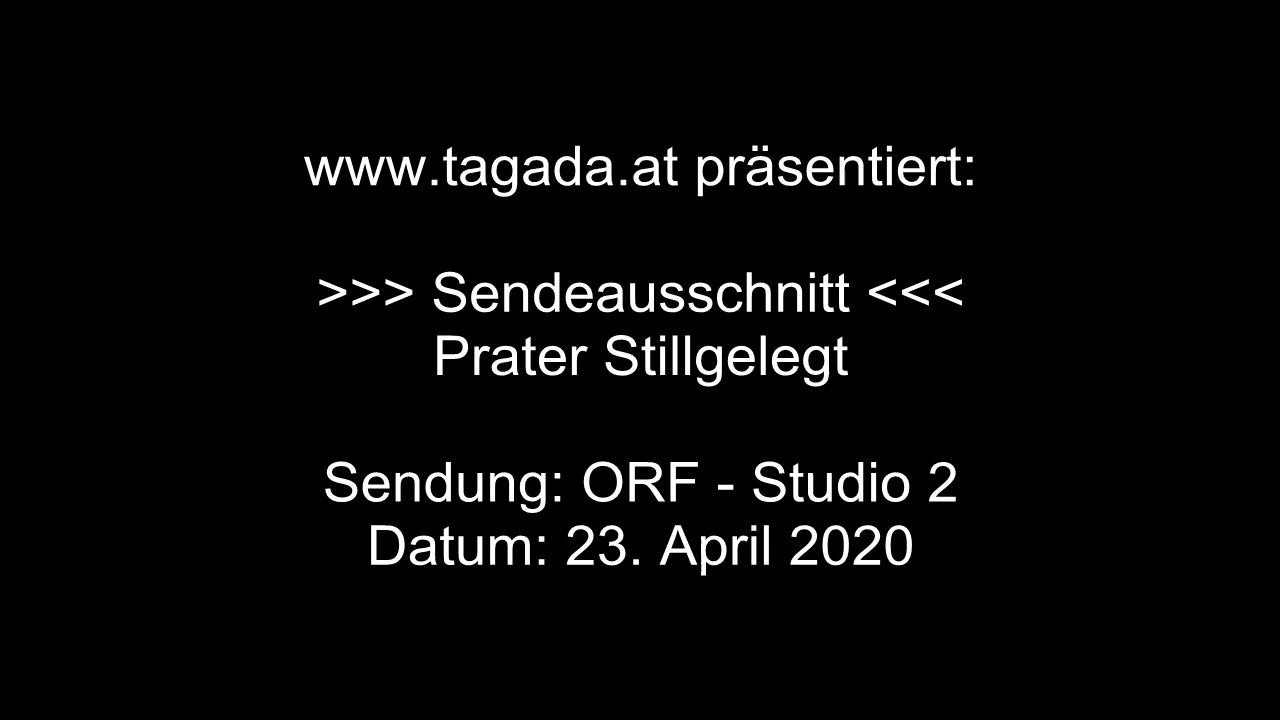 www.tagada.at präsentiert:
>>> Sendeausschnitt <<<
Prater Stillgelegt
Sendung: ORF - Studio 2
Datum: 23. April 2020